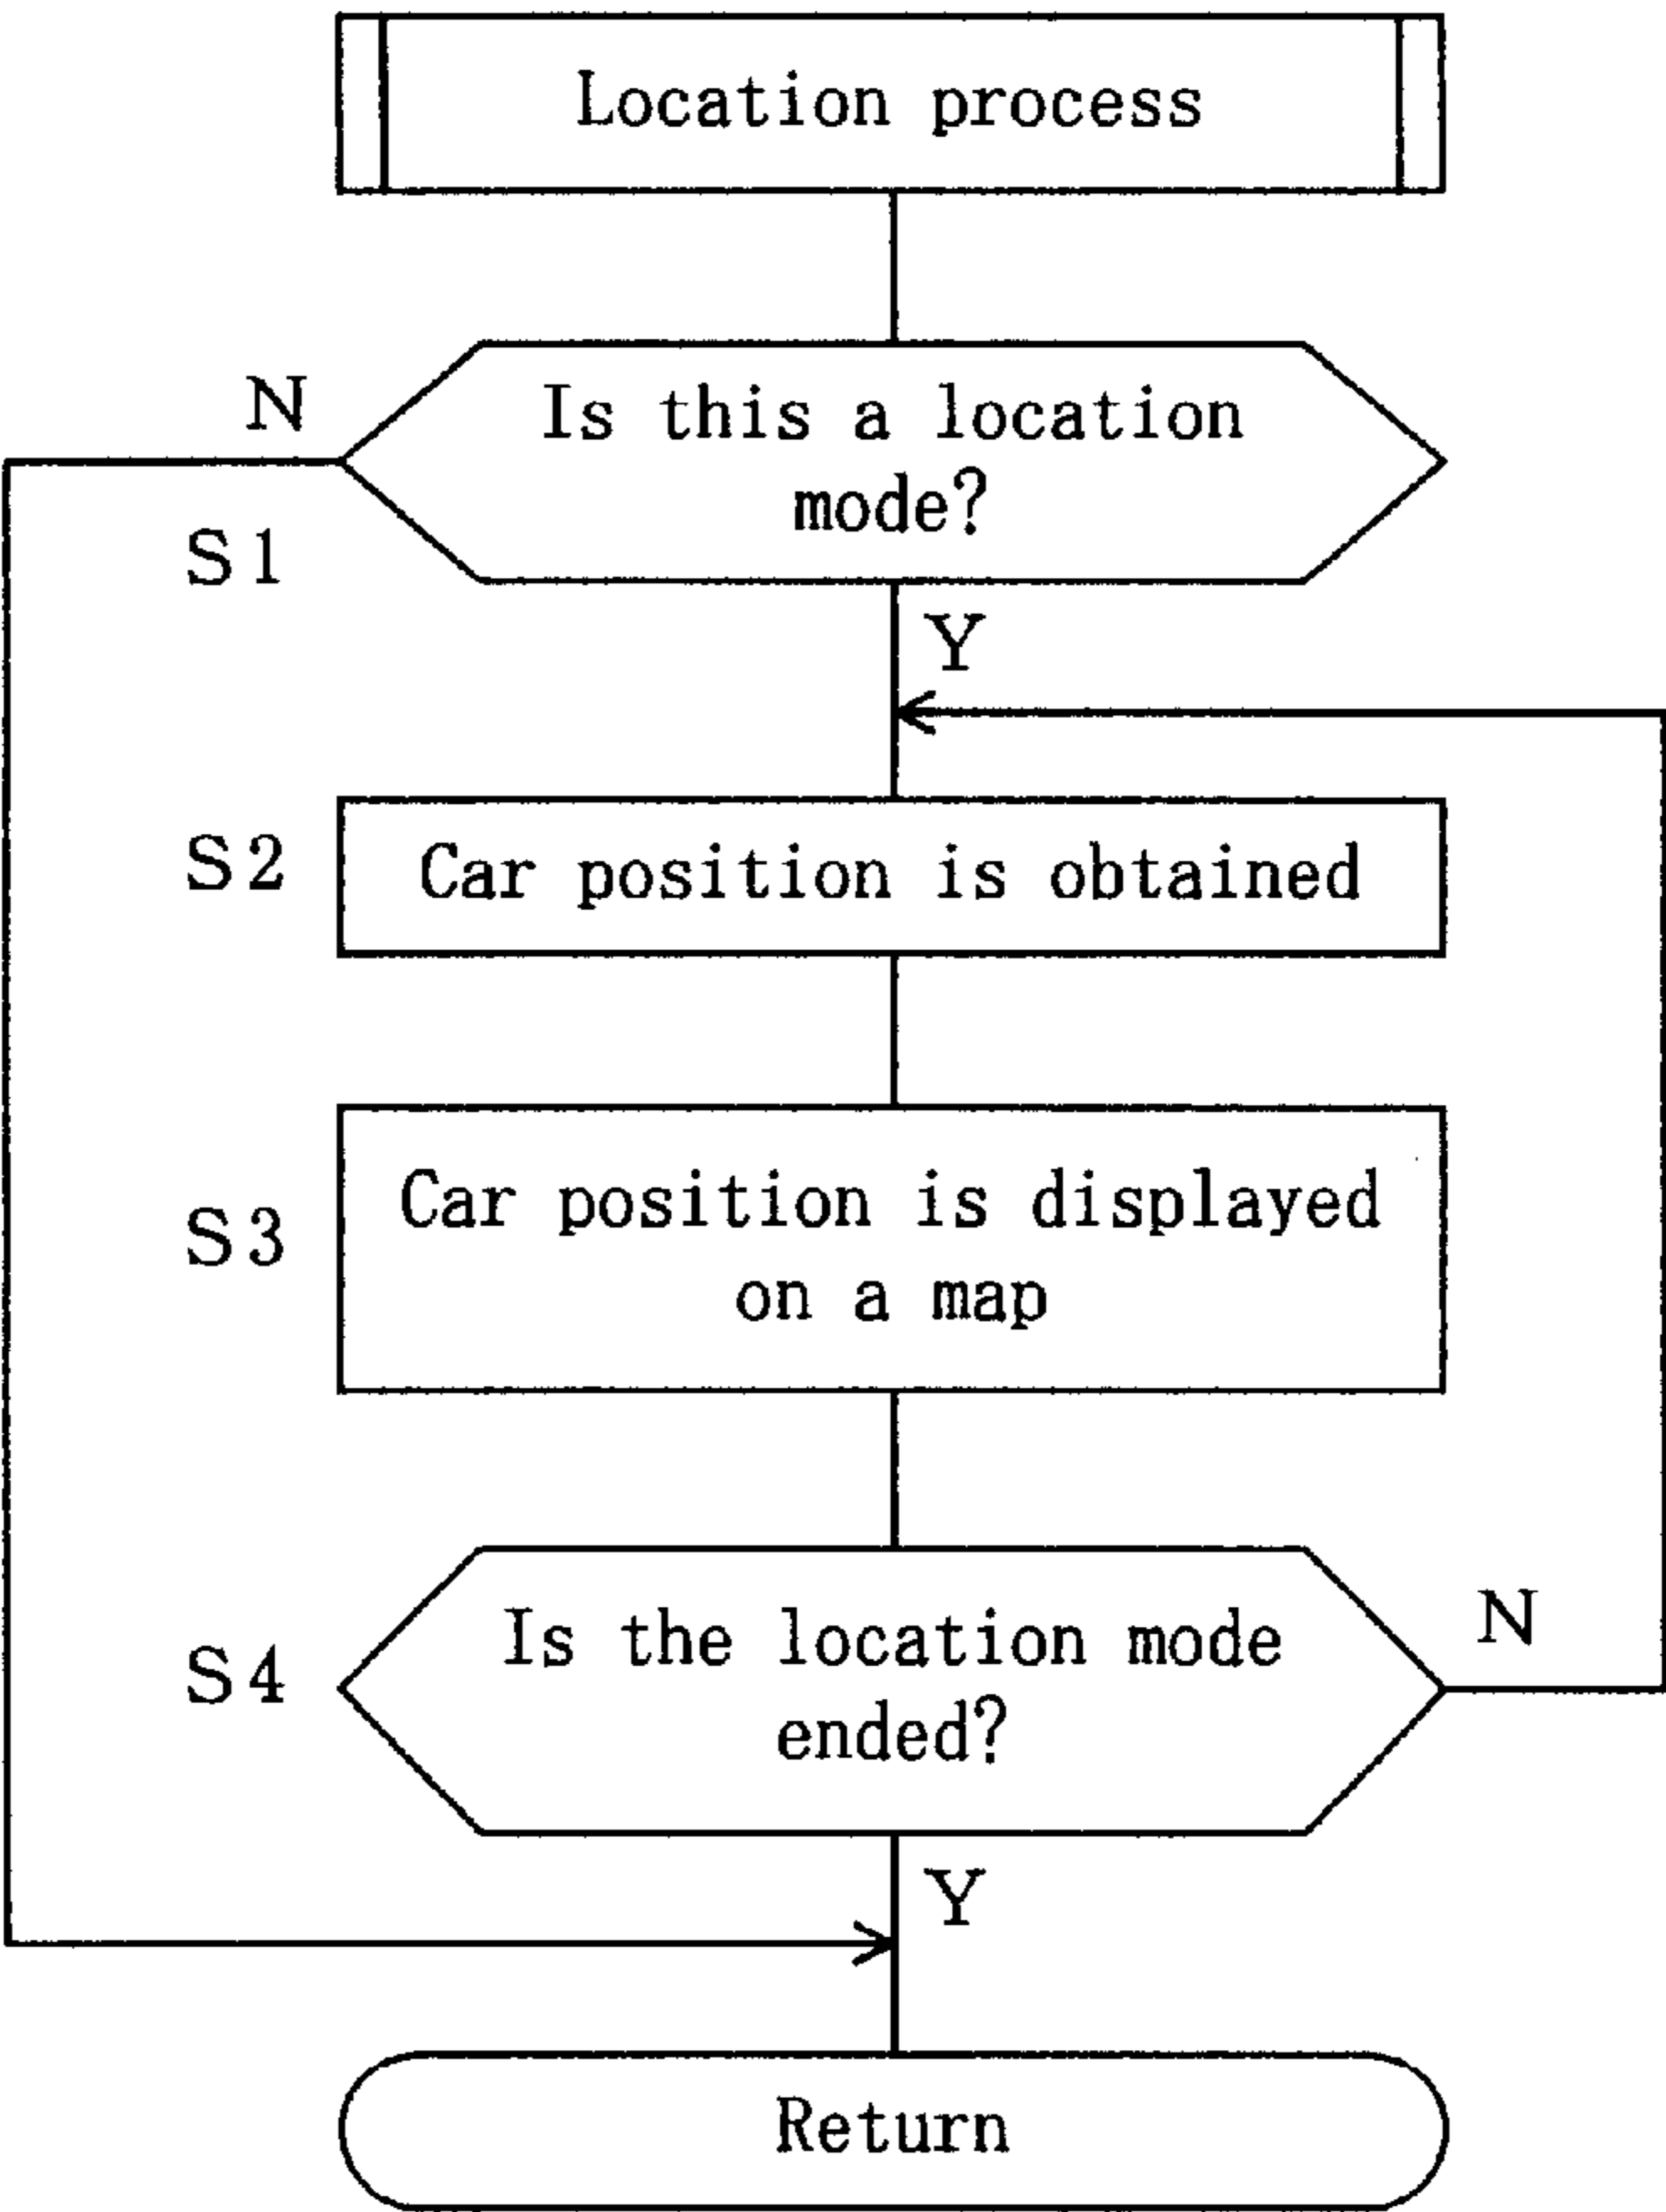 Location process
N
Is this a location
mode?
S1
Y
S2
Car position is obtained
S3
Car position is displayed
on a map
S4
Is the location mode
ended?
N
Y
Return